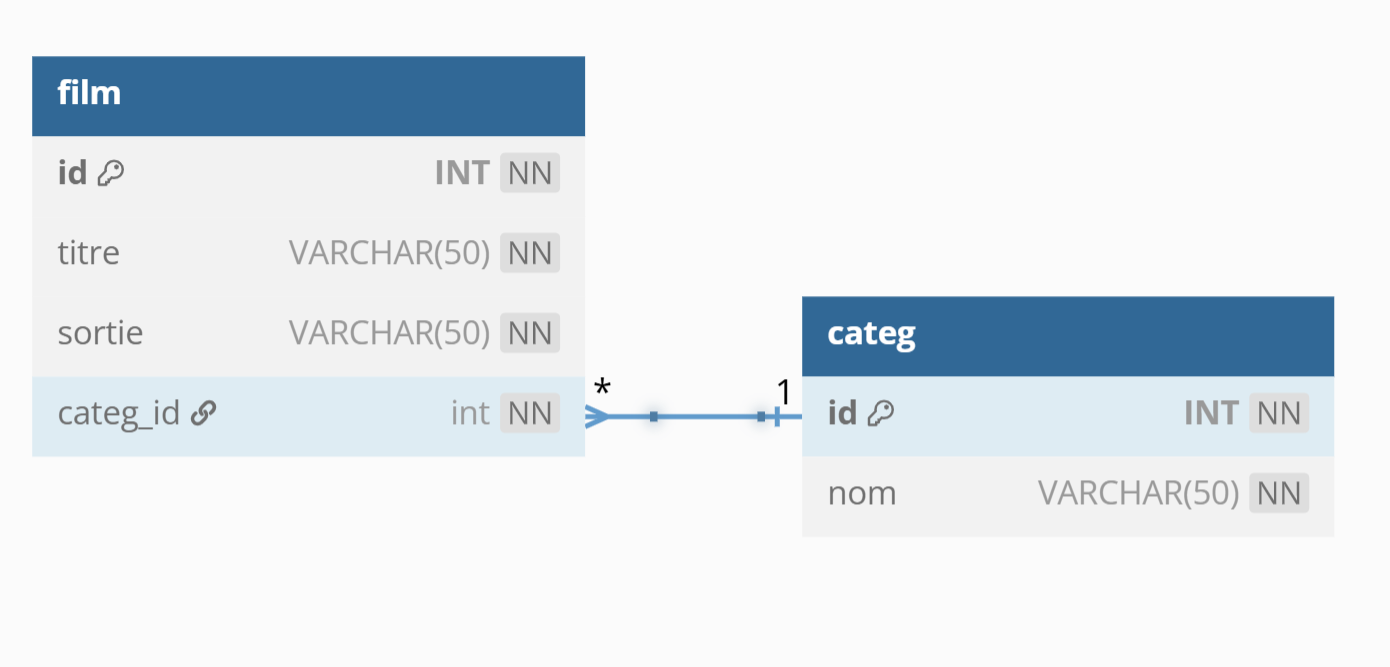 film
id INT NN
titre VARCHAR(50) NN
sortie VARCHAR(50) NN
categ_id int NN
* 1
categ
id INT NN
nom VARCHAR(50) NN